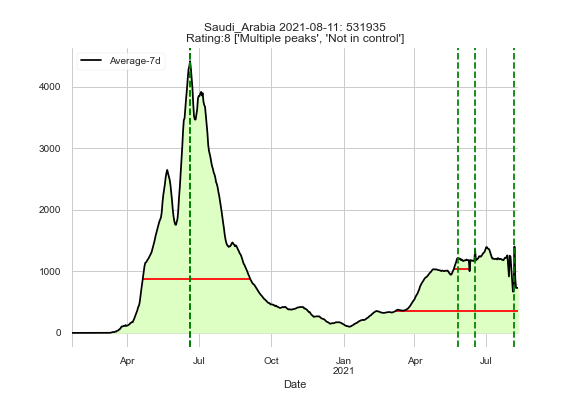 Saudi_Arabia 2021-08-11: 531935
Rating:8 ['Multiple peaks', 'Not in control']
Average-7d
4000
3000
2000
1000
0
Apr
Jul
Oct
Jan
2021
Apr
Jul
Date